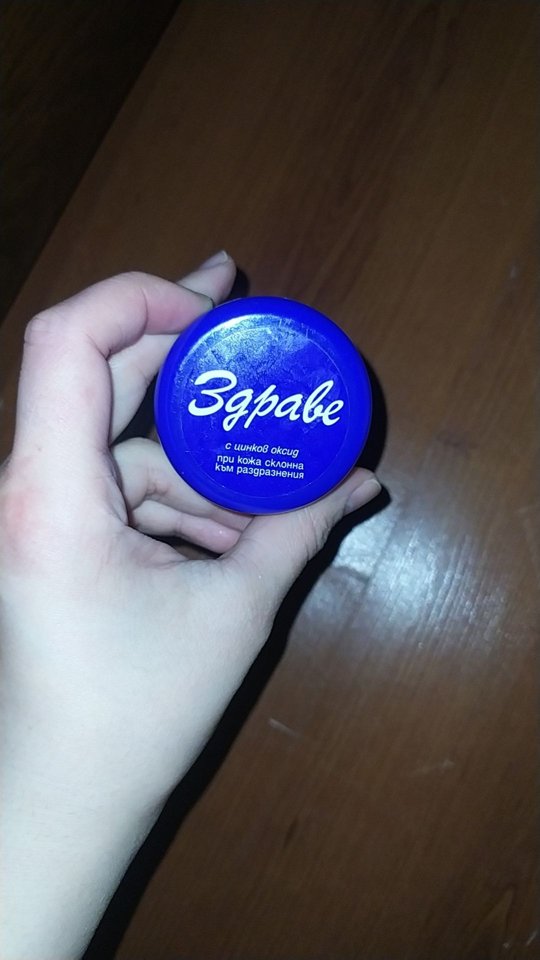 Здраве
с цинков оксид
при кожа склонна
към раздразнения